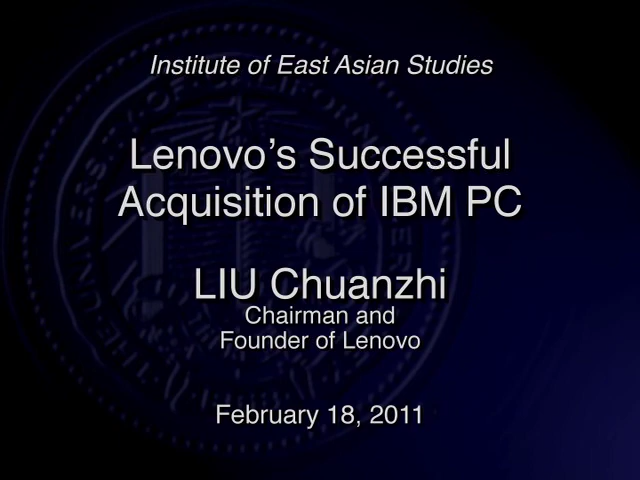 Institute of East Asian Studies
Lenovo’s Successful
Acquisition of IBM PC
LIU Chuanzhi
Chairman and
Founder of Lenovo
February 18, 2011